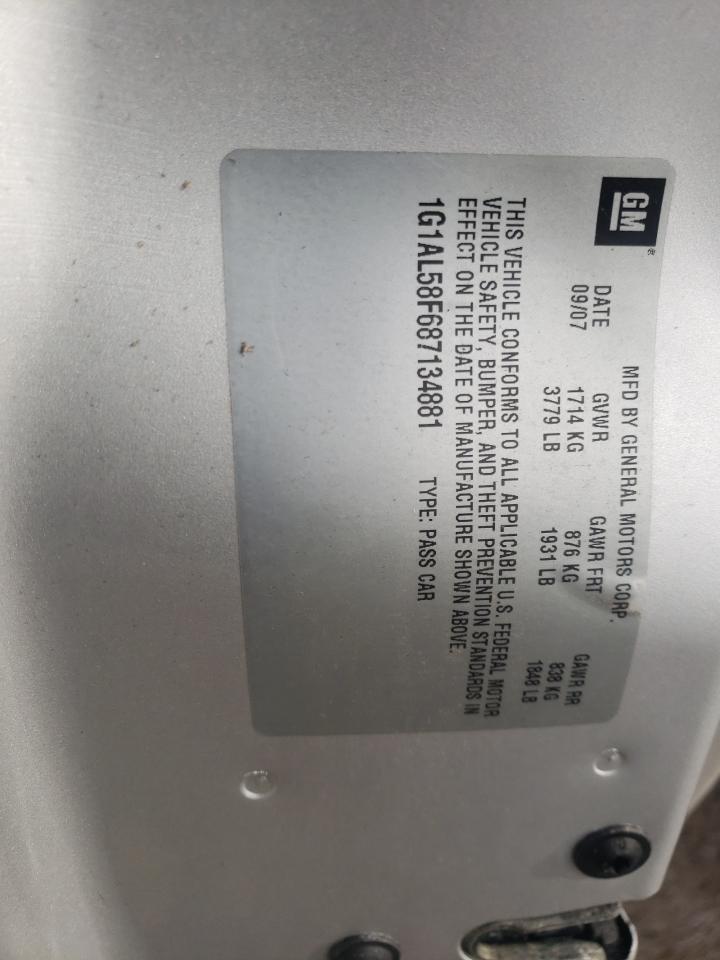 GM®
MFD BY GENERAL MOTORS CORP.
DATE GVWR GAWR FRT GAWR RR
09/07 1714 KG 876 KG 838 KG
3779 LB 1931 LB 1848 LB
THIS VEHICLE CONFORMS TO ALL APPLICABLE U.S. FEDERAL MOTOR
VEHICLE SAFETY, BUMPER, AND THEFT PREVENTION STANDARDS IN
EFFECT ON THE DATE OF MANUFACTURE SHOWN ABOVE.
1G1AL58F687134881 TYPE: PASS CAR